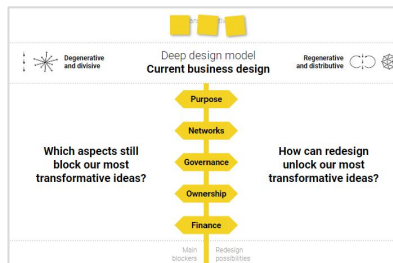 Deep design model
Degenerative
and divisive
Current business design
Regenerative
and distributive
Purpose
Networks
Which aspects still
block our most
transformative ideas?
Governance
How can redesign
unlock our most
transformative ideas?
Ownership
Finance
Main
blockers
Redesign
possibilities